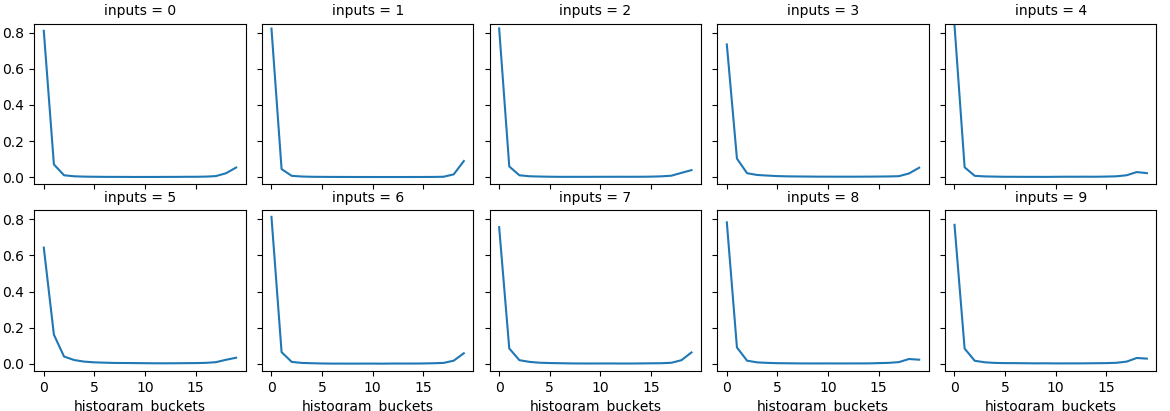 inputs = 0 inputs = 1 inputs = 2 inputs = 3 inputs = 4
0.8
0.6
0.4
0.2
0.0
inputs = 5 inputs = 6 inputs = 7 inputs = 8 inputs = 9
0.8
0.6
0.4
0.2
0.0
0 5 10 15 0 5 10 15 0 5 10 15 0 5 10 15 0 5 10 15
histogram_buckets histogram_buckets histogram_buckets histogram_buckets histogram_buckets